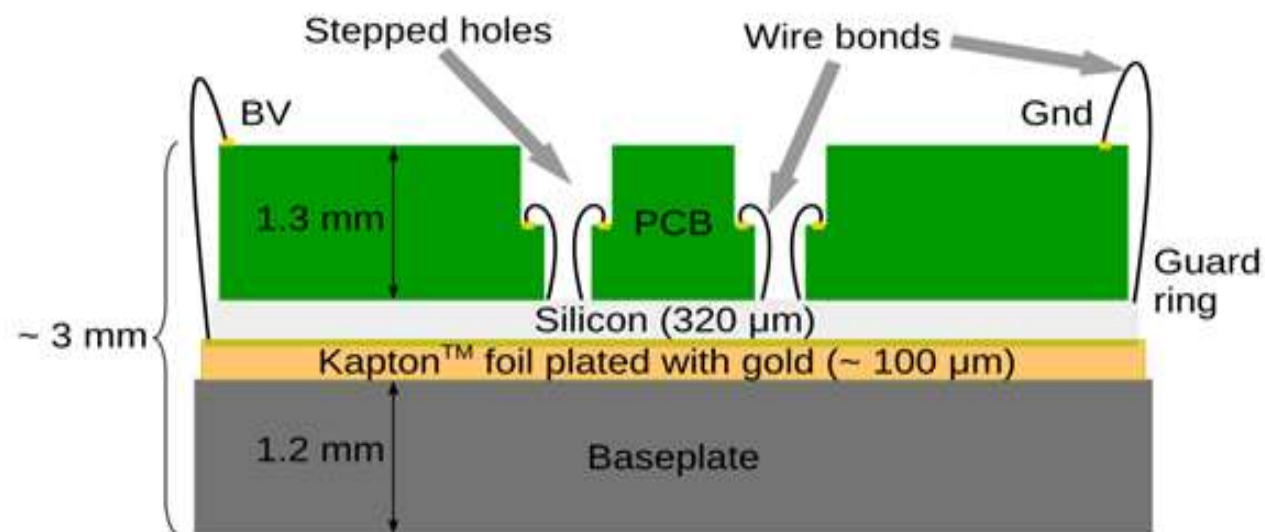 Stepped holes
Wire bonds
BV
Gnd
1.3 mm
PCB
Guard
ring
~ 3 mm
Silicon (320 μm)
Kapton™ foil plated with gold (~ 100 μm)
1.2 mm
Baseplate